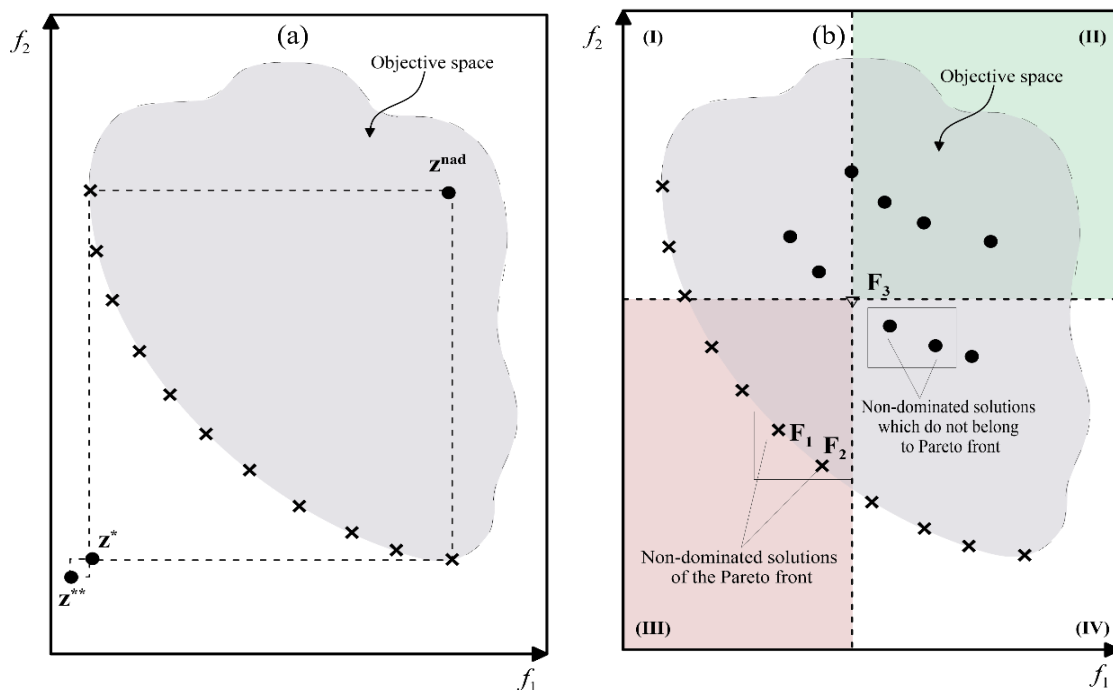 (a)
f2
Objective space
z^nad
z^*
z^**
f1
(I)
(b)
(II)
f2
Objective space
F3
Non-dominated solutions
which do not belong
to Pareto front
F1
F2
Non-dominated solutions
of the Pareto front
(III)
(IV)
f1